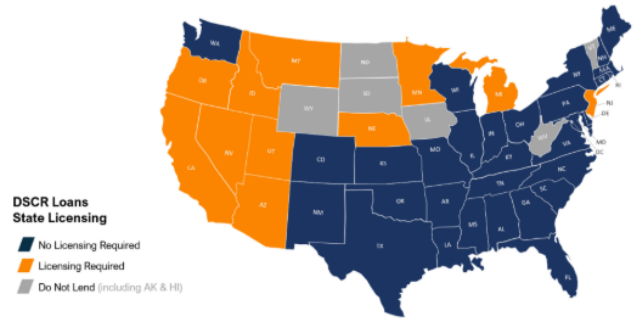 WA
ME
MT
ND
VT
MN
OR
NH
ID
SD
WI
NY
MA
CT
RI
WY
MI
IA
PA
NJ
NE
OH
DE
NV
UT
IL
IN
WV
MD
CO
KS
MO
VA
DC
CA
KY
NC
TN
AZ
NM
OK
AR
SC
MS
AL
GA
TX
LA
FL
DSCR Loans
State Licensing
No Licensing Required
Licensing Required
Do Not Lend (including AK & HI)